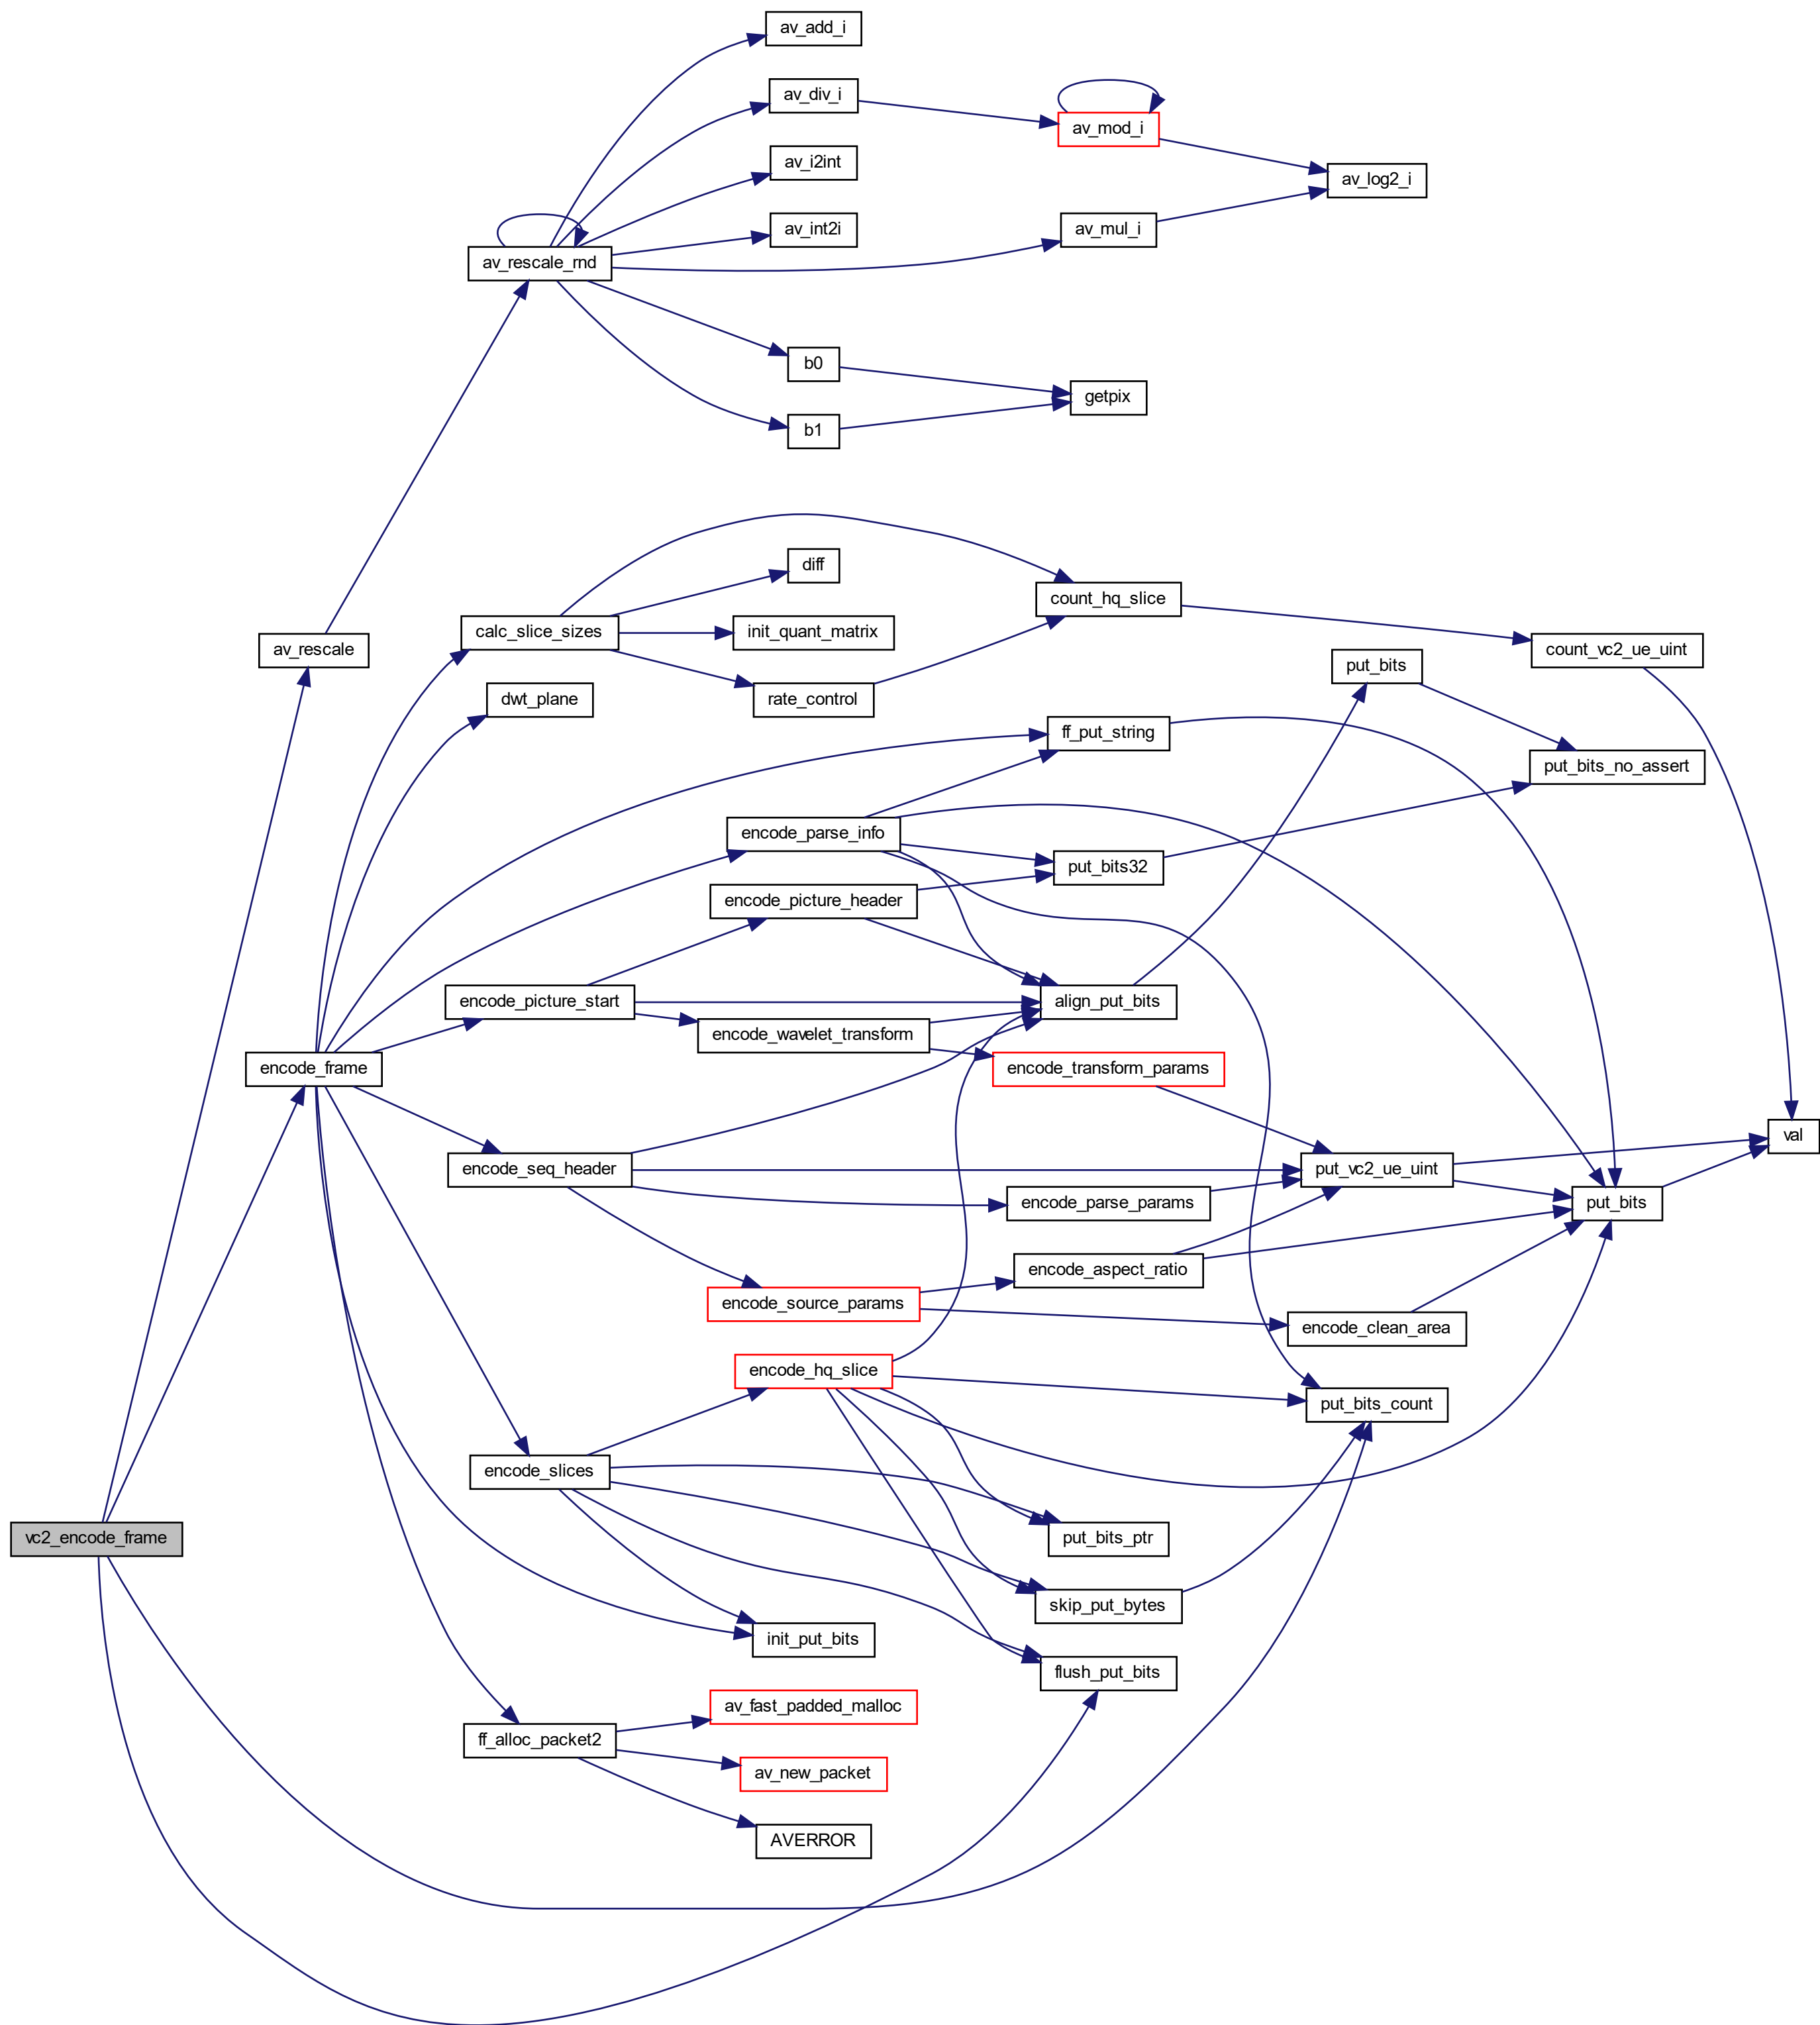 av_add_i
av_div_i
av_mod_i
av_i2int
av_log2_i
av_int2i
av_mul_i
av_rescale_rnd
b0
getpix
b1
diff
count_hq_slice
calc_slice_sizes
init_quant_matrix
av_rescale
count_vc2_ue_uint
put_bits
dwt_plane
rate_control
ff_put_string
put_bits_no_assert
encode_parse_info
put_bits32
encode_picture_header
encode_picture_start
align_put_bits
encode_wavelet_transform
encode_frame
encode_transform_params
val
encode_seq_header
put_vc2_ue_uint
encode_parse_params
put_bits
encode_aspect_ratio
encode_source_params
encode_clean_area
encode_hq_slice
put_bits_count
encode_slices
vc2_encode_frame
put_bits_ptr
skip_put_bytes
init_put_bits
flush_put_bits
av_fast_padded_malloc
ff_alloc_packet2
av_new_packet
AVERROR